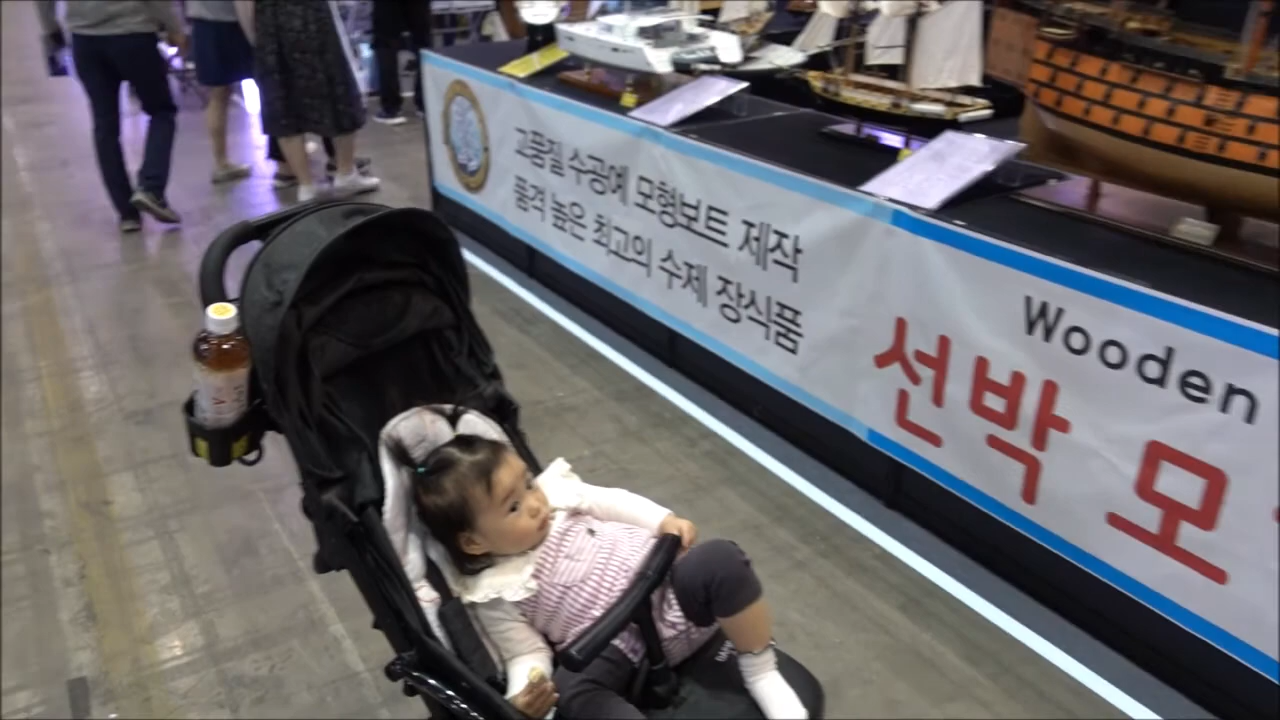 고품질 수공예 모형보트 제작
품격 높은 최고의 수제 장식품
Wooden
선박 모